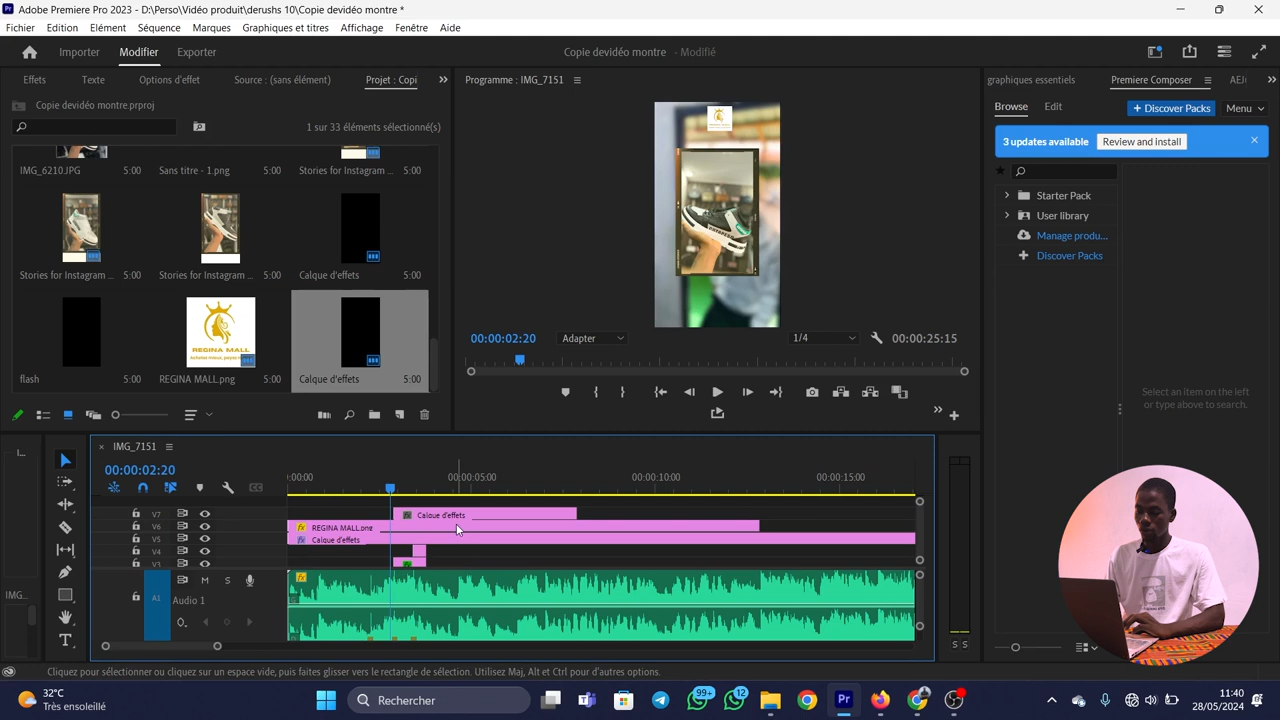 Adobe Premiere Pro 2023 - E:\Perso\Vidéo produit\derushs 10\Copie devidéo montre *
Fichier Edition Elément Séquence Marques Graphiques et titres Affichage Fenêtre Aide
Importer Modifier Exporter
Copie devidéo montre - Modifié
Effets Texte Options d'effet Source : (sans élément) Projet : Copi
Programme : IMG_7151
graphiques essentiels Premiere Composer
Copie devidéo montre.prproj
1 sur 33 élément sélectionné(s)
Browse Edit + Discover Packs Menu
3 updates available Review and install
IMG_6210.JPG 5:00 Sans titre - 1.png 5:00 Stories for Instagram ... 5:00
Starter Pack
User library
Manage produ...
Discover Packs
Stories for Instagram ... 5:00 Stories for Instagram ... 5:00 Calque d'effets 5:00
REGINA MALL
flash 5:00 REGINA MALL.png 5:00 Calque d'effets 5:00
00:00:02:20 Adapter 1/4 00:00:25:15
Select an item on the left
or type above to search.
IMG_7151
00:00:02:20
:00:00 00:00:05:00 00:00:10:00 00:00:15:00
V7 Calque d'effets
V6 REGINA MALL.png
V5 Calque d'effets
V4
V3
A1 M S
Audio 1
S S
Cliquez pour sélectionner ou cliquez sur un espace vide, puis faites glisser vers le rectangle de sélection. Utilisez Maj, Alt et Ctrl pour d'autres options.
32°C
Très ensoleillé
Rechercher
99+
12
11:40
28/05/2024